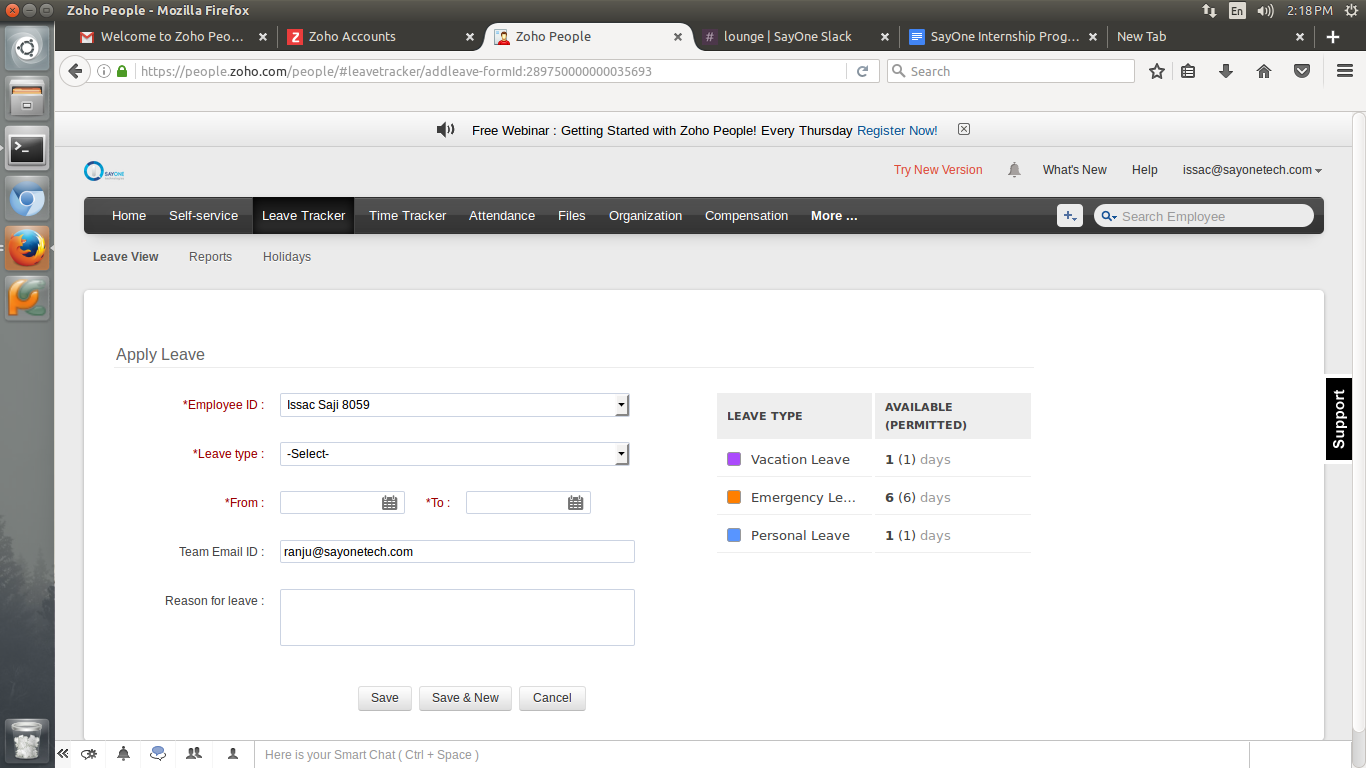 Zoho People - Mozilla Firefox
En
2:18 PM
Welcome to Zoho Peo…
Zoho Accounts
Zoho People
lounge | SayOne Slack
SayOne Internship Prog…
New Tab
https://people.zoho.com/people/#leavetracker/addleave-formId:289750000000035693
Search
Free Webinar : Getting Started with Zoho People! Every Thursday Register Now!
SAYONE
Try New Version
What's New
Help
issac@sayonetech.com
Home
Self-service
Leave Tracker
Time Tracker
Attendance
Files
Organization
Compensation
More ...
Search Employee
Leave View
Reports
Holidays
Apply Leave
*Employee ID :
Issac Saji 8059
*Leave type :
-Select-
*From :
*To :
Team Email ID :
ranju@sayonetech.com
Reason for leave :
Save
Save & New
Cancel
LEAVE TYPE
AVAILABLE
(PERMITTED)
Vacation Leave
1 (1) days
Emergency Le...
6 (6) days
Personal Leave
1 (1) days
Support
Here is your Smart Chat ( Ctrl + Space )